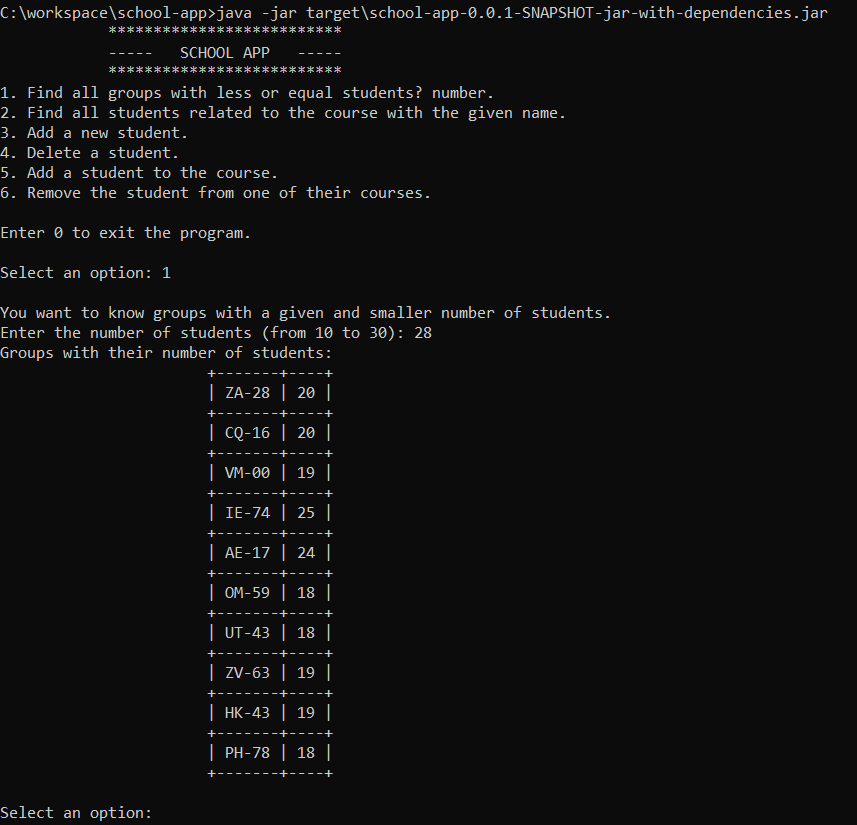 C:\workspace\school-app>java -jar target\school-app-0.0.1-SNAPSHOT-jar-with-dependencies.jar
            **************************
            -----   SCHOOL APP   -----
            **************************
1. Find all groups with less or equal students? number.
2. Find all students related to the course with the given name.
3. Add a new student.
4. Delete a student.
5. Add a student to the course.
6. Remove the student from one of their courses.

Enter 0 to exit the program.

Select an option: 1

You want to know groups with a given and smaller number of students.
Enter the number of students (from 10 to 30): 28
Groups with their number of students:
                       +-------+----+
                       | ZA-28 | 20 |
                       +-------+----+
                       | CQ-16 | 20 |
                       +-------+----+
                       | VM-00 | 19 |
                       +-------+----+
                       | IE-74 | 25 |
                       +-------+----+
                       | AE-17 | 24 |
                       +-------+----+
                       | OM-59 | 18 |
                       +-------+----+
                       | UT-43 | 18 |
                       +-------+----+
                       | ZV-63 | 19 |
                       +-------+----+
                       | HK-43 | 19 |
                       +-------+----+
                       | PH-78 | 18 |
                       +-------+----+

Select an option: